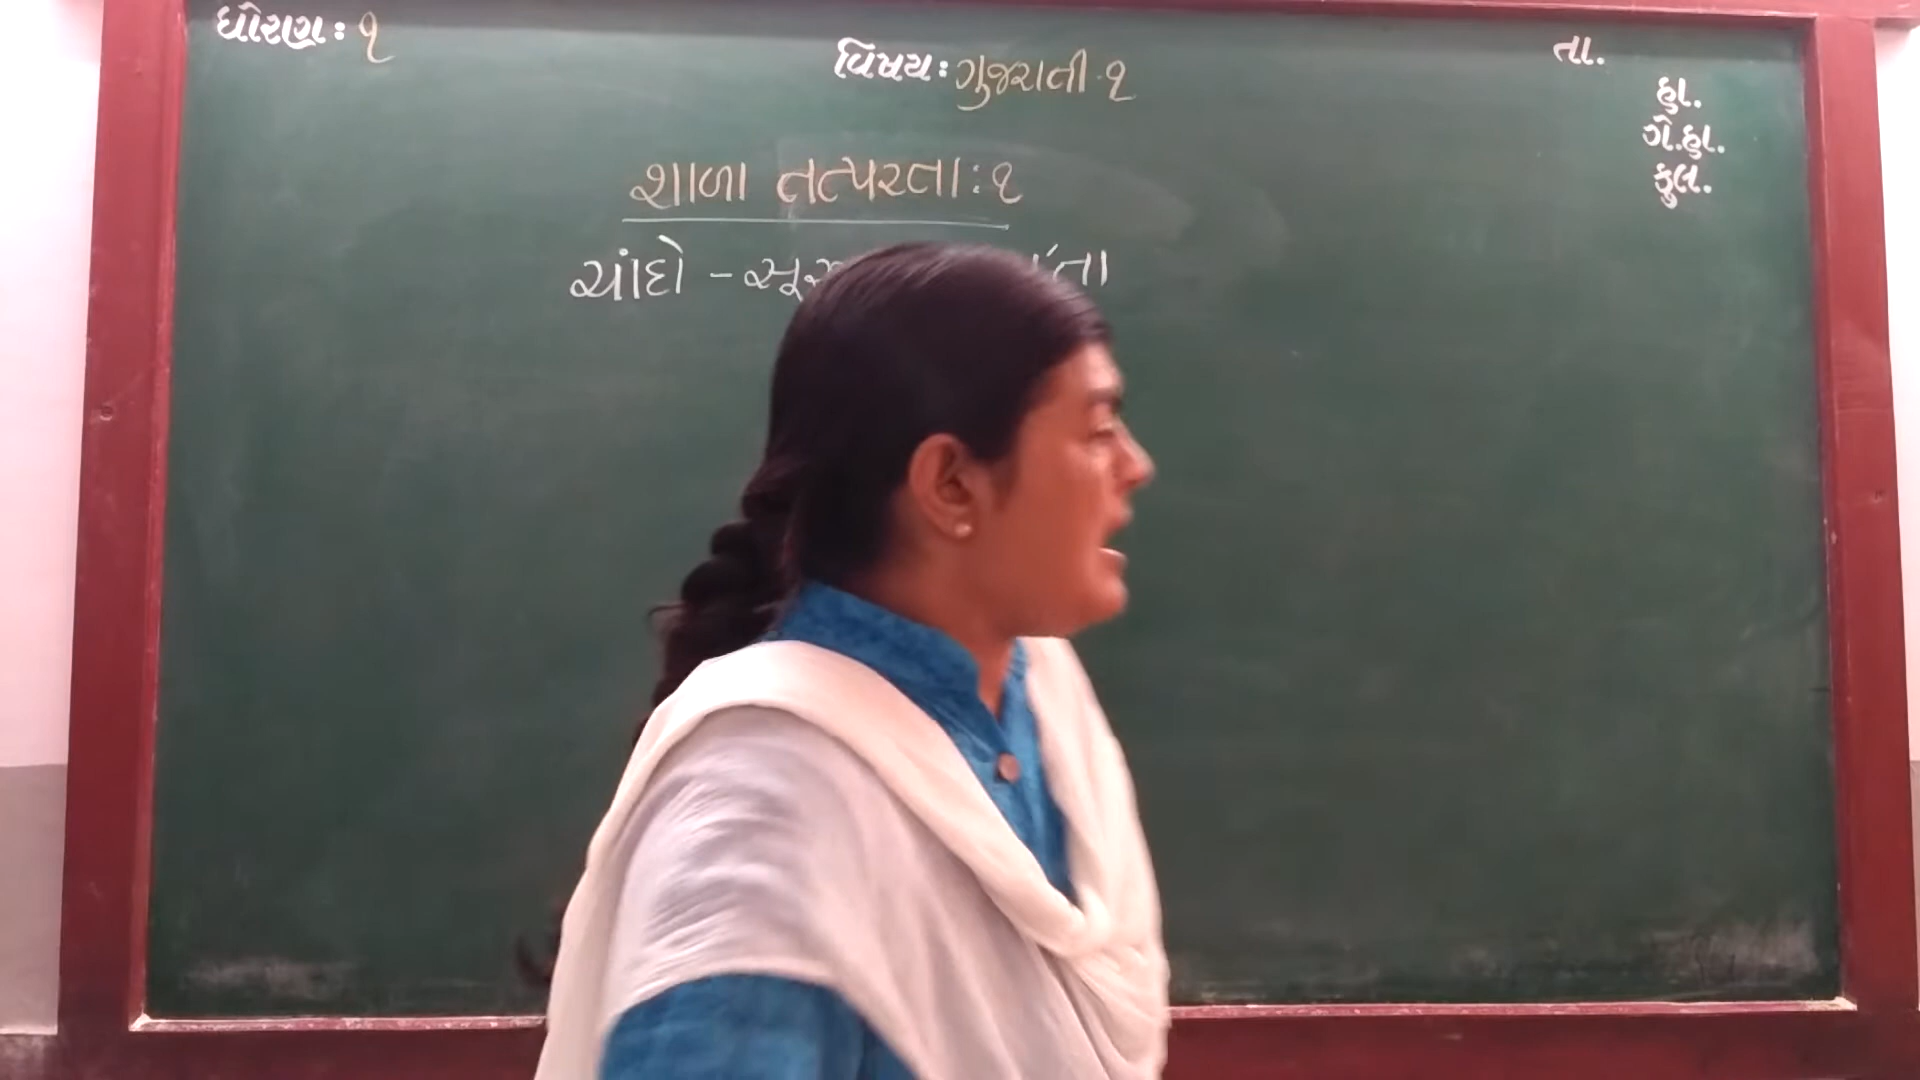 ધોરણ: ૧
વિષય: ગુજરાતી-૧
તા.
હા.
ગે.હા.
કુલ.
શાળા તત્પરતા: ૧
ચાંદો -